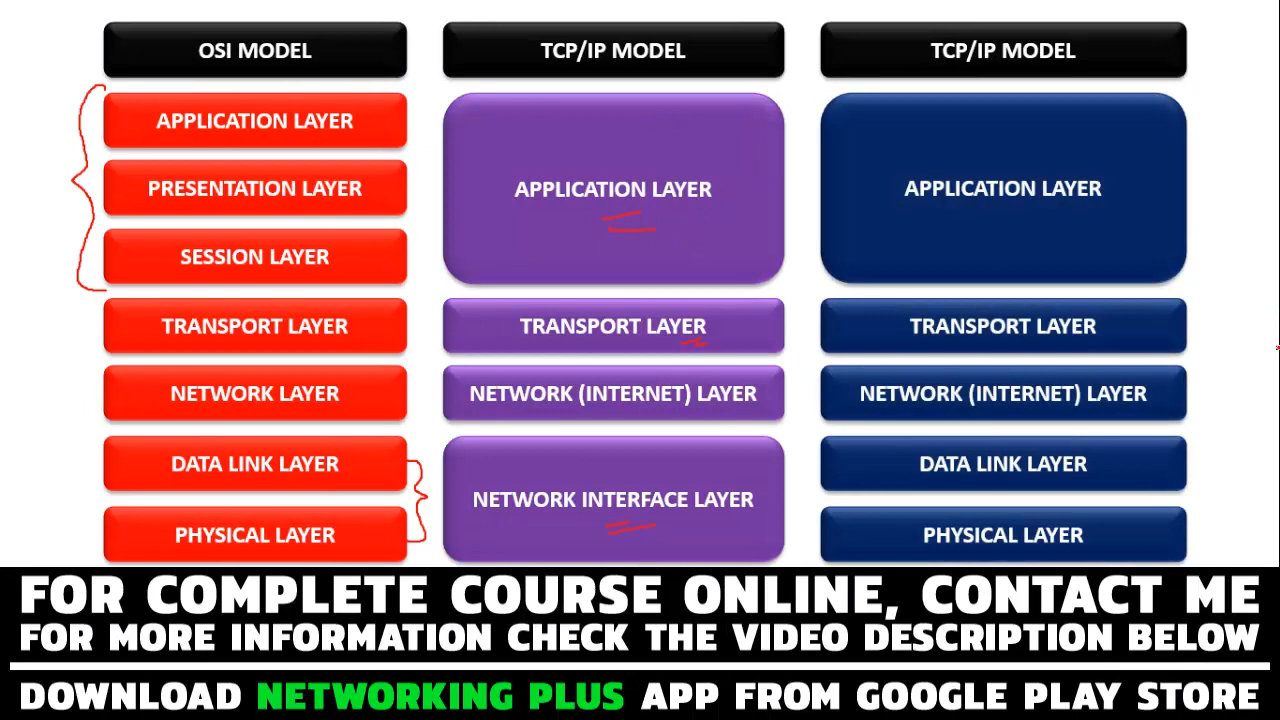 OSI MODEL
TCP/IP MODEL
TCP/IP MODEL
APPLICATION LAYER
PRESENTATION LAYER
SESSION LAYER
TRANSPORT LAYER
NETWORK LAYER
DATA LINK LAYER
PHYSICAL LAYER
APPLICATION LAYER
TRANSPORT LAYER
NETWORK (INTERNET) LAYER
NETWORK INTERFACE LAYER
APPLICATION LAYER
TRANSPORT LAYER
NETWORK (INTERNET) LAYER
DATA LINK LAYER
PHYSICAL LAYER
FOR COMPLETE COURSE ONLINE, CONTACT ME
FOR MORE INFORMATION CHECK THE VIDEO DESCRIPTION BELOW
DOWNLOAD NETWORKING PLUS APP FROM GOOGLE PLAY STORE